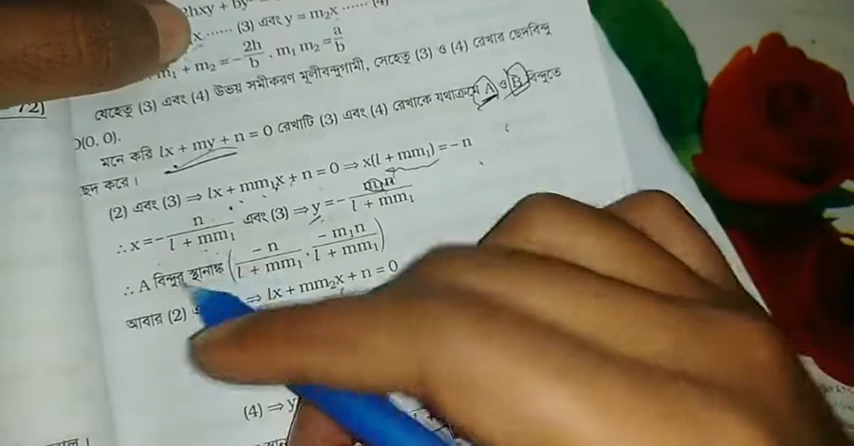 2hxy + by
x ...... (3) এবং y = m₂x ...... (4)
m₁ + m₂ = -2h/b . m₁ m₂ = a/b
যেহেতু (3) এবং (4) উভয় সমীকরণ মূলবিন্দুগামী, সেহেতু (3) ও (4) রেখার ছেদবিন্দু
O(0, 0).
মনে করি lx + my + n = 0 রেখাটি (3) এবং (4) রেখাকে যথাক্রমে A ও B বিন্দুতে
ছেদ করে।
(2) এবং (3) ⇒ lx + mm₁x + n = 0 ⇒ x(l + mm₁) = -n
∴ x = - n/(l + mm₁) এবং (3) ⇒ y = - m₁n/(l + mm₁)
∴ A বিন্দুর স্থানাঙ্ক (-n/(l + mm₁) . -m₁n/(l + mm₁))
আবার (2) ⇒ lx + mm₂x + n = 0
(4) ⇒ y